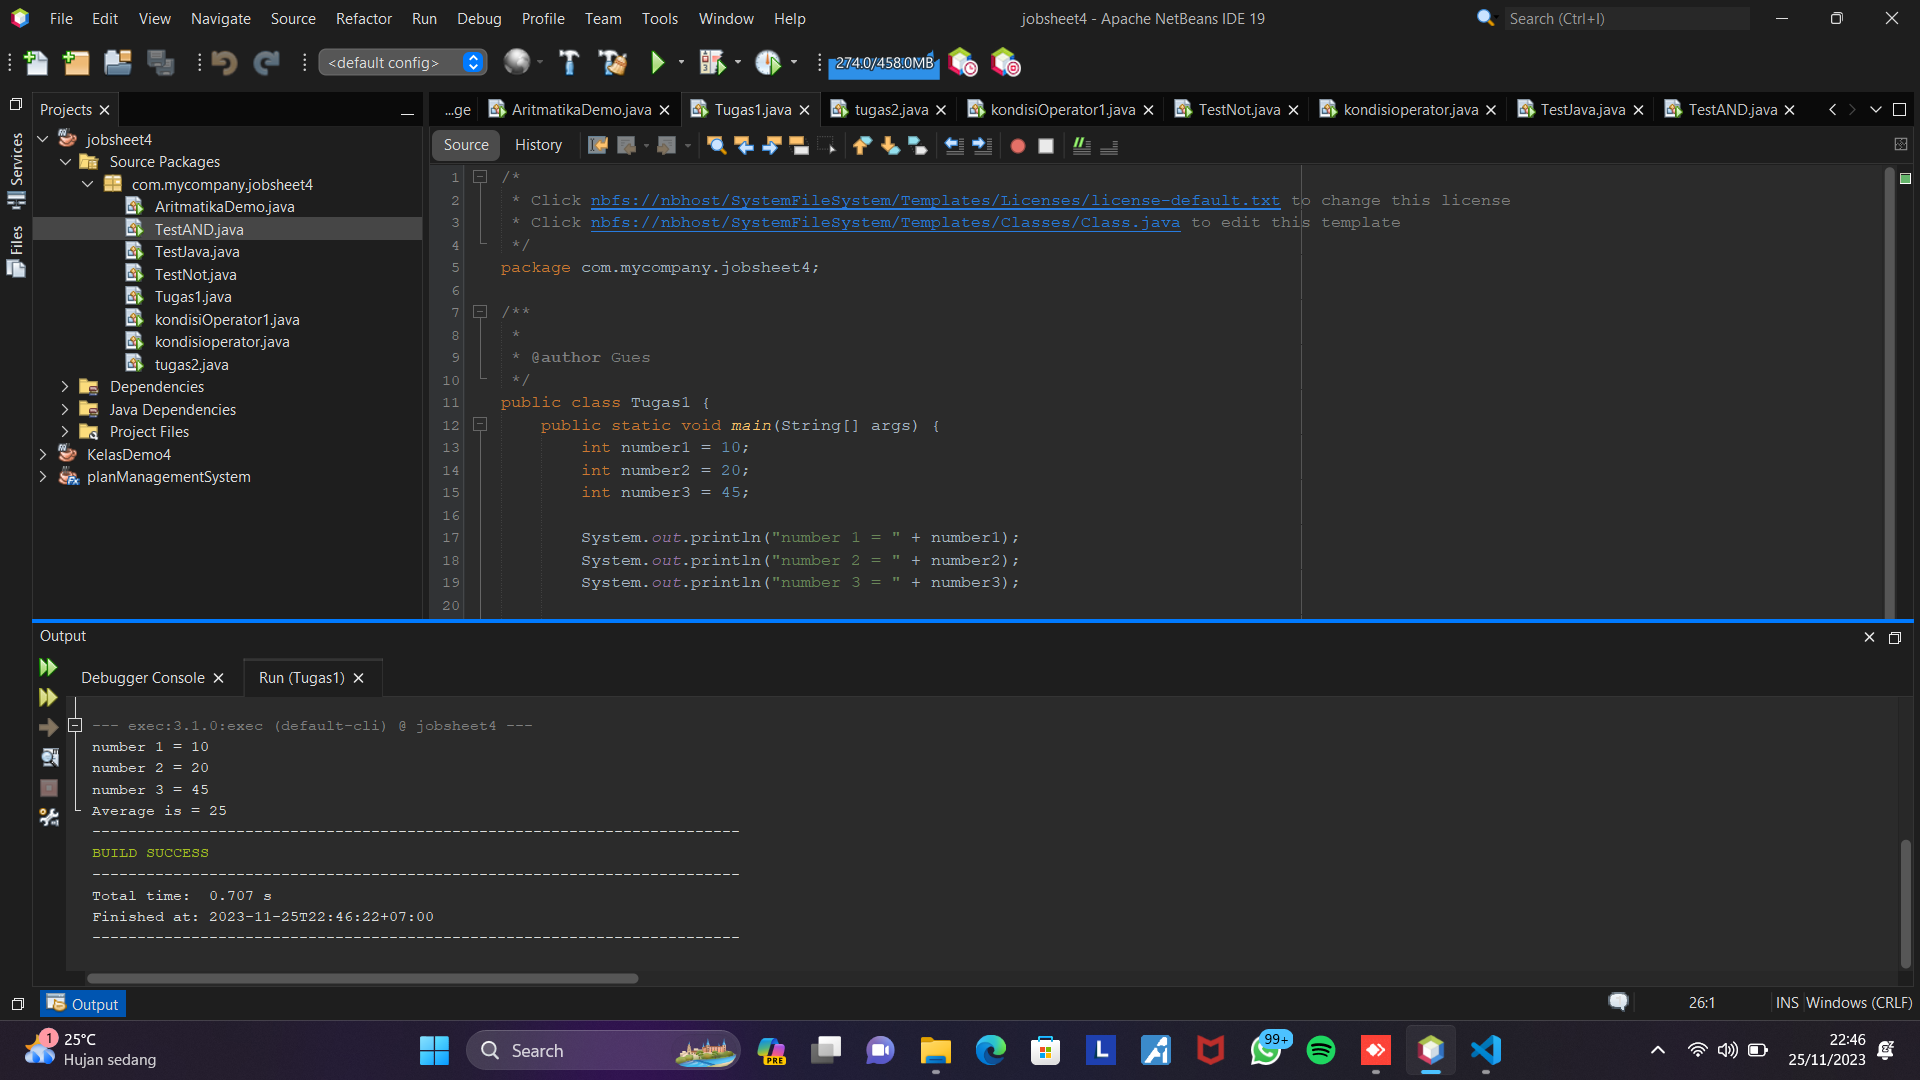 File Edit View Navigate Source Refactor Run Debug Profile Team Tools Window Help
jobsheet4 - Apache NetBeans IDE 19
Search (Ctrl+I)
<default config>
274.0/458.0MB
Services
Files
Projects
jobsheet4
Source Packages
com.mycompany.jobsheet4
AritmatikaDemo.java
TestAND.java
TestJava.java
TestNot.java
Tugas1.java
kondisiOperator1.java
kondisioperator.java
tugas2.java
Dependencies
Java Dependencies
Project Files
KelasDemo4
planManagementSystem
...ge AritmatikaDemo.java Tugas1.java tugas2.java kondisiOperator1.java TestNot.java kondisioperator.java TestJava.java TestAND.java
Source History
1 /*
2 * Click nbfs://nbhost/SystemFileSystem/Templates/Licenses/license-default.txt to change this license
3 * Click nbfs://nbhost/SystemFileSystem/Templates/Classes/Class.java to edit this template
4 */
5 package com.mycompany.jobsheet4;
6
7 /**
8 *
9 * @author Gues
10 */
11 public class Tugas1 {
12 public static void main(String[] args) {
13 int number1 = 10;
14 int number2 = 20;
15 int number3 = 45;
16
17 System.out.println("number 1 = " + number1);
18 System.out.println("number 2 = " + number2);
19 System.out.println("number 3 = " + number3);
20
Output
Debugger Console Run (Tugas1)
--- exec:3.1.0:exec (default-cli) @ jobsheet4 ---
number 1 = 10
number 2 = 20
number 3 = 45
Average is = 25
------------------------------------------------------------------------
BUILD SUCCESS
------------------------------------------------------------------------
Total time:  0.707 s
Finished at: 2023-11-25T22:46:22+07:00
------------------------------------------------------------------------
Output
26:1 INS Windows (CRLF)
1
25°C
Hujan sedang
Search
PRE
L
99+
22:46
25/11/2023